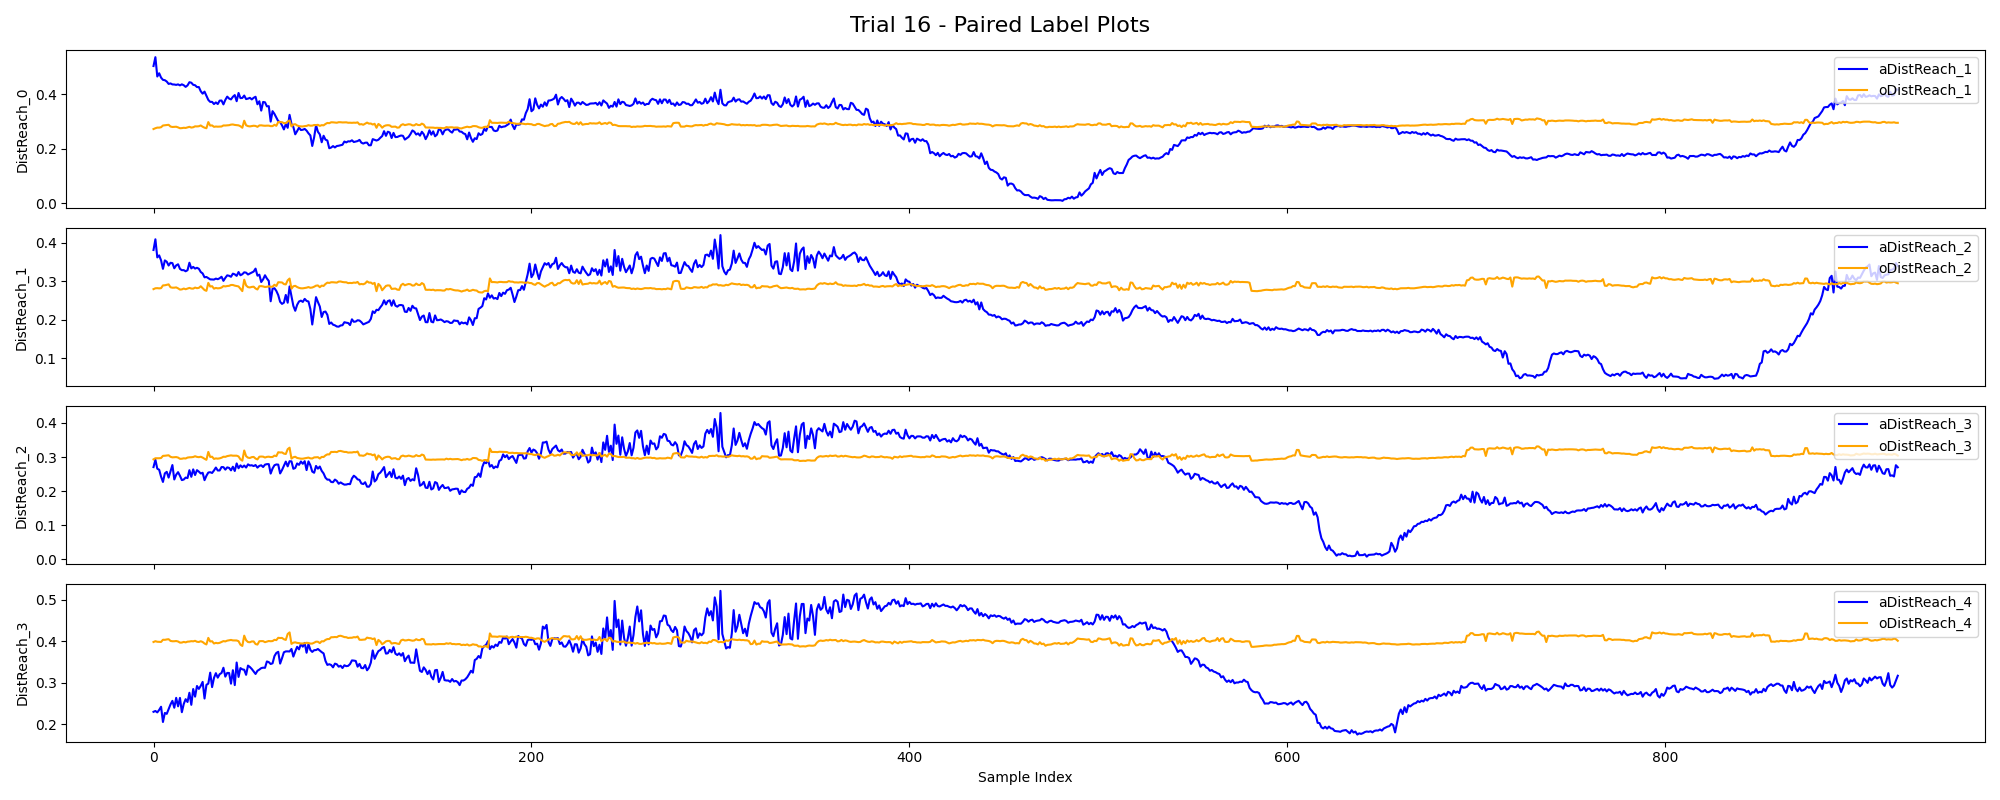 Trial 16 - Paired Label Plots
DistReach_0
0.4
0.2
0.0
aDistReach_1
oDistReach_1
DistReach_1
0.4
0.3
0.2
0.1
aDistReach_2
oDistReach_2
DistReach_2
0.4
0.3
0.2
0.1
0.0
aDistReach_3
oDistReach_3
DistReach_3
0.5
0.4
0.3
0.2
aDistReach_4
oDistReach_4
0 200 400 600 800
Sample Index